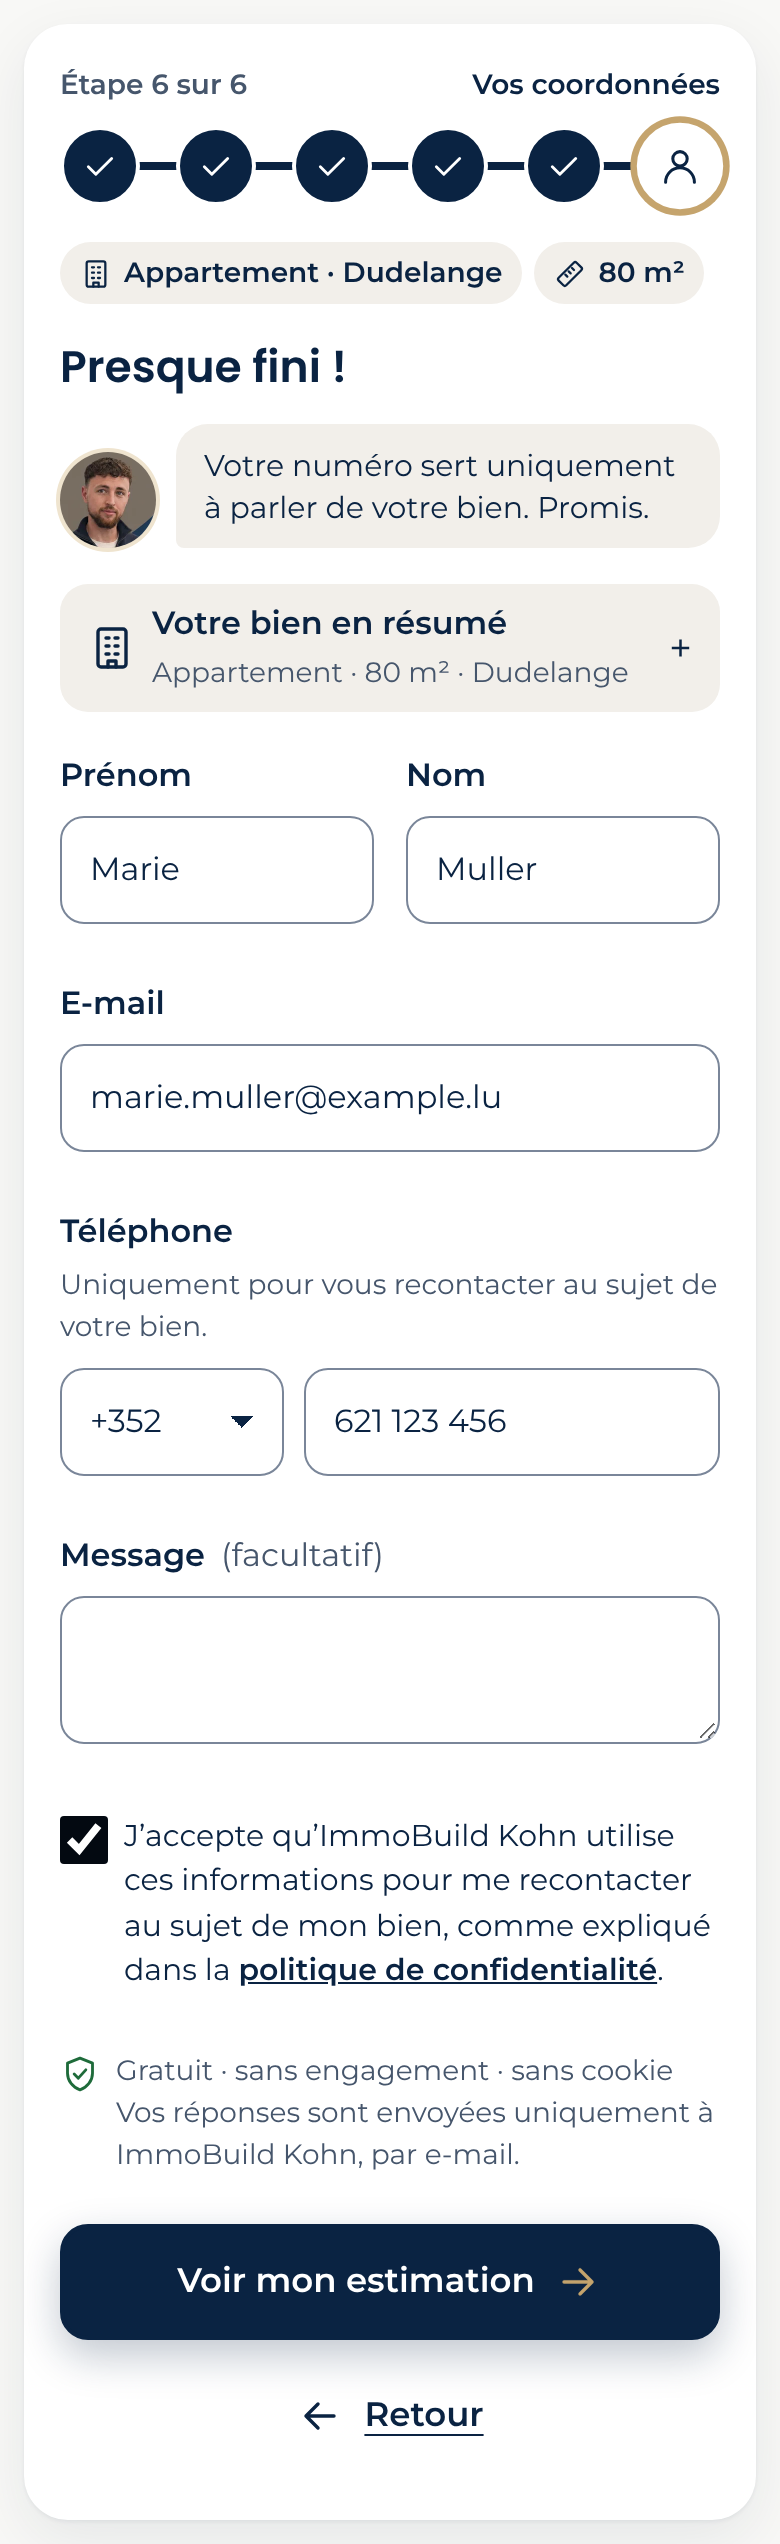 Étape 6 sur 6
Vos coordonnées
Appartement · Dudelange
80 m²
Presque fini !
Votre numéro sert uniquement
à parler de votre bien. Promis.
Votre bien en résumé
+
Appartement · 80 m² · Dudelange
Prénom
Nom
Marie
Muller
E-mail
marie.muller@example.lu
Téléphone
Uniquement pour vous recontacter au sujet de
votre bien.
+352
621 123 456
Message (facultatif)
J’accepte qu’ImmoBuild Kohn utilise
ces informations pour me recontacter
au sujet de mon bien, comme expliqué
dans la politique de confidentialité.
Gratuit · sans engagement · sans cookie
Vos réponses sont envoyées uniquement à
ImmoBuild Kohn, par e-mail.
Voir mon estimation →
← Retour